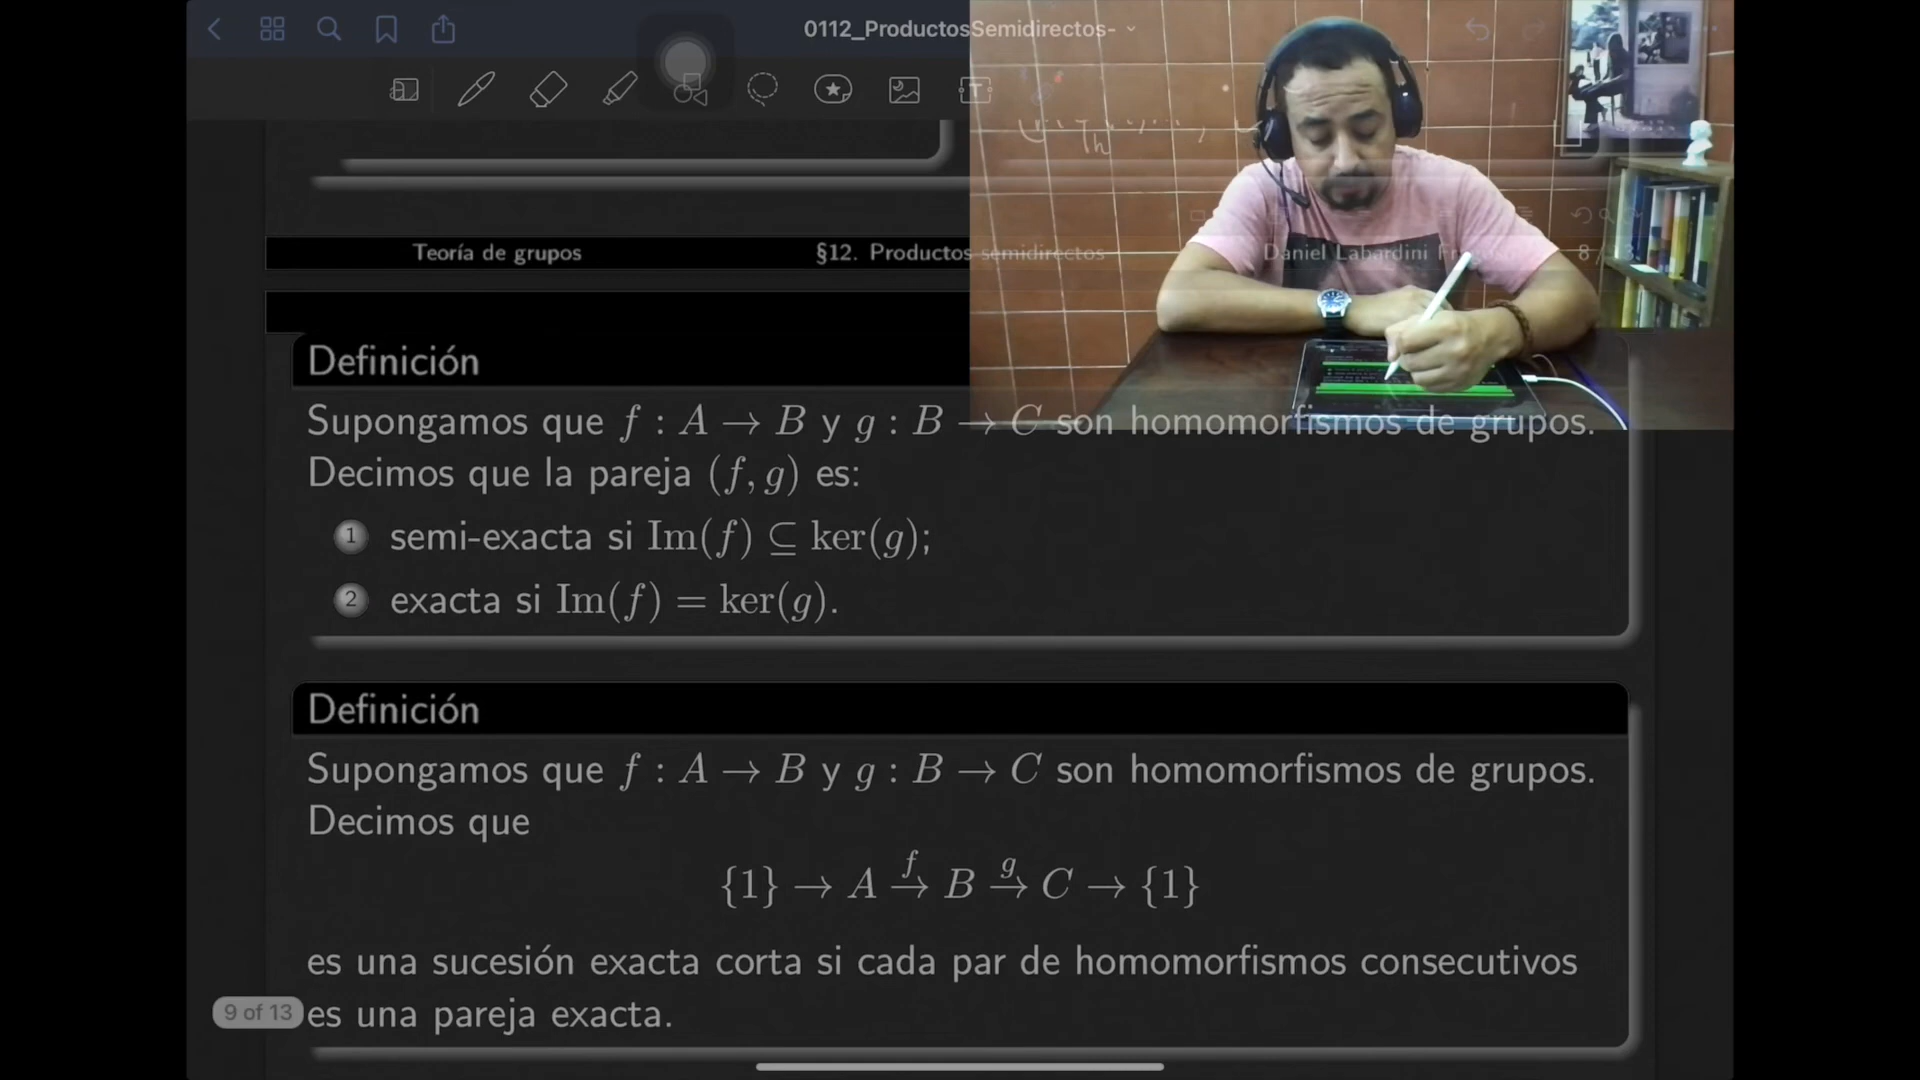 0112_ProductosSemidirectos-
Teoría de grupos §12. Productos semidirectos Daniel Labardini Fragoso 8 / 13
Definición
Supongamos que f : A → B y g : B → C son homomorfismos de grupos.
Decimos que la pareja (f, g) es:
1 semi-exacta si Im(f) ⊆ ker(g);
2 exacta si Im(f) = ker(g).
Definición
Supongamos que f : A → B y g : B → C son homomorfismos de grupos.
Decimos que
{1} → A →^f B →^g C → {1}
es una sucesión exacta corta si cada par de homomorfismos consecutivos
9 of 13
es una pareja exacta.